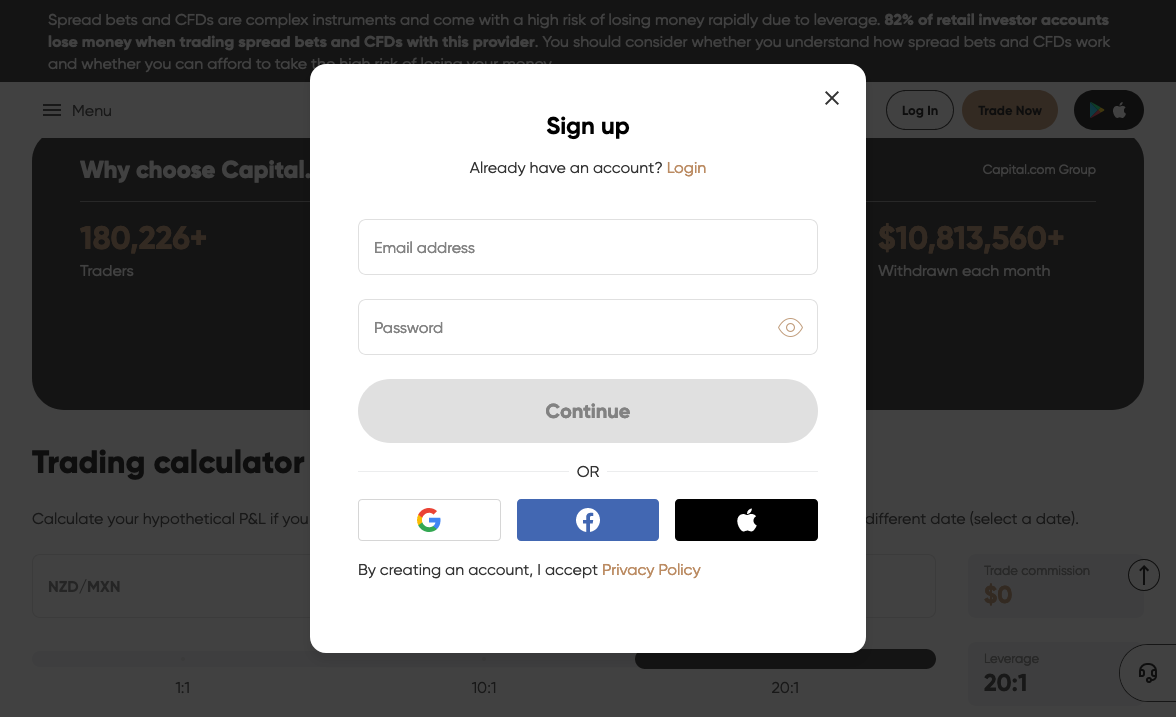 Spread bets and CFDs are complex instruments and come with a high risk of losing money rapidly due to leverage. 82% of retail investor accounts
lose money when trading spread bets and CFDs with this provider. You should consider whether you understand how spread bets and CFDs work
and whether you can afford to take the high risk of losing your money.
Menu
Log In
Trade Now
Sign up
Already have an account? Login
Why choose Capital.
Capital.com Group
180,226+
Traders
$10,813,560+
Withdrawn each month
Email address
Password
Continue
OR
By creating an account, I accept Privacy Policy
Trading calculator
Calculate your hypothetical P&L if you
different date (select a date).
NZD/MXN
Trade commission
$0
Leverage
20:1
1:1
10:1
20:1